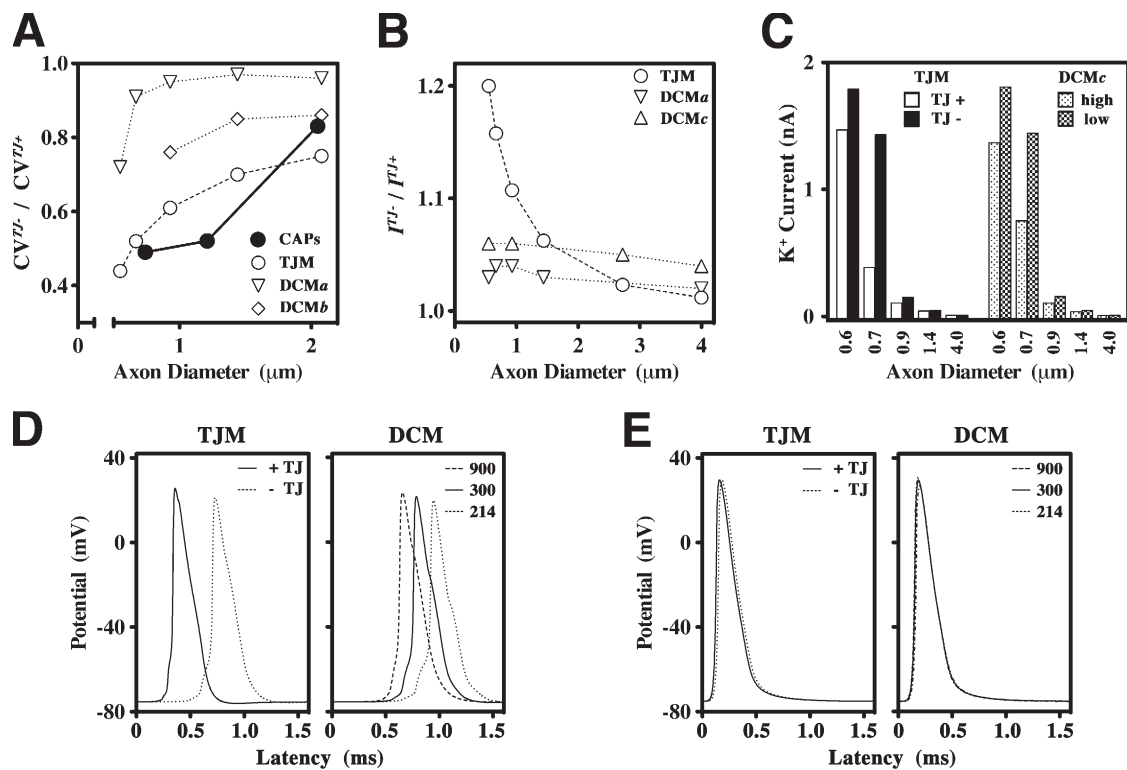 A
B
C
1.0
0.8
0.6
0.4
CV^TJ- / CV^TJ+
CAPs
TJM
DCMa
DCMb
0
1
2
Axon Diameter (μm)
1.2
1.1
1.0
I^TJ- / I^TJ+
TJM
DCMa
DCMc
0
1
2
3
4
Axon Diameter (μm)
2
1
0
K+ Current (nA)
TJM
TJ +
TJ -
DCMc
high
low
0.6
0.7
0.9
1.4
4.0
0.6
0.7
0.9
1.4
4.0
Axon Diameter (μm)
D
TJM
DCM
40
0
-40
-80
Potential (mV)
+ TJ
- TJ
900
300
214
0
0.5
1.0
1.5
0
0.5
1.0
1.5
Latency (ms)
E
TJM
DCM
40
0
-40
-80
Potential (mV)
+ TJ
- TJ
900
300
214
0
0.5
1.0
1.5
0
0.5
1.0
1.5
Latency (ms)